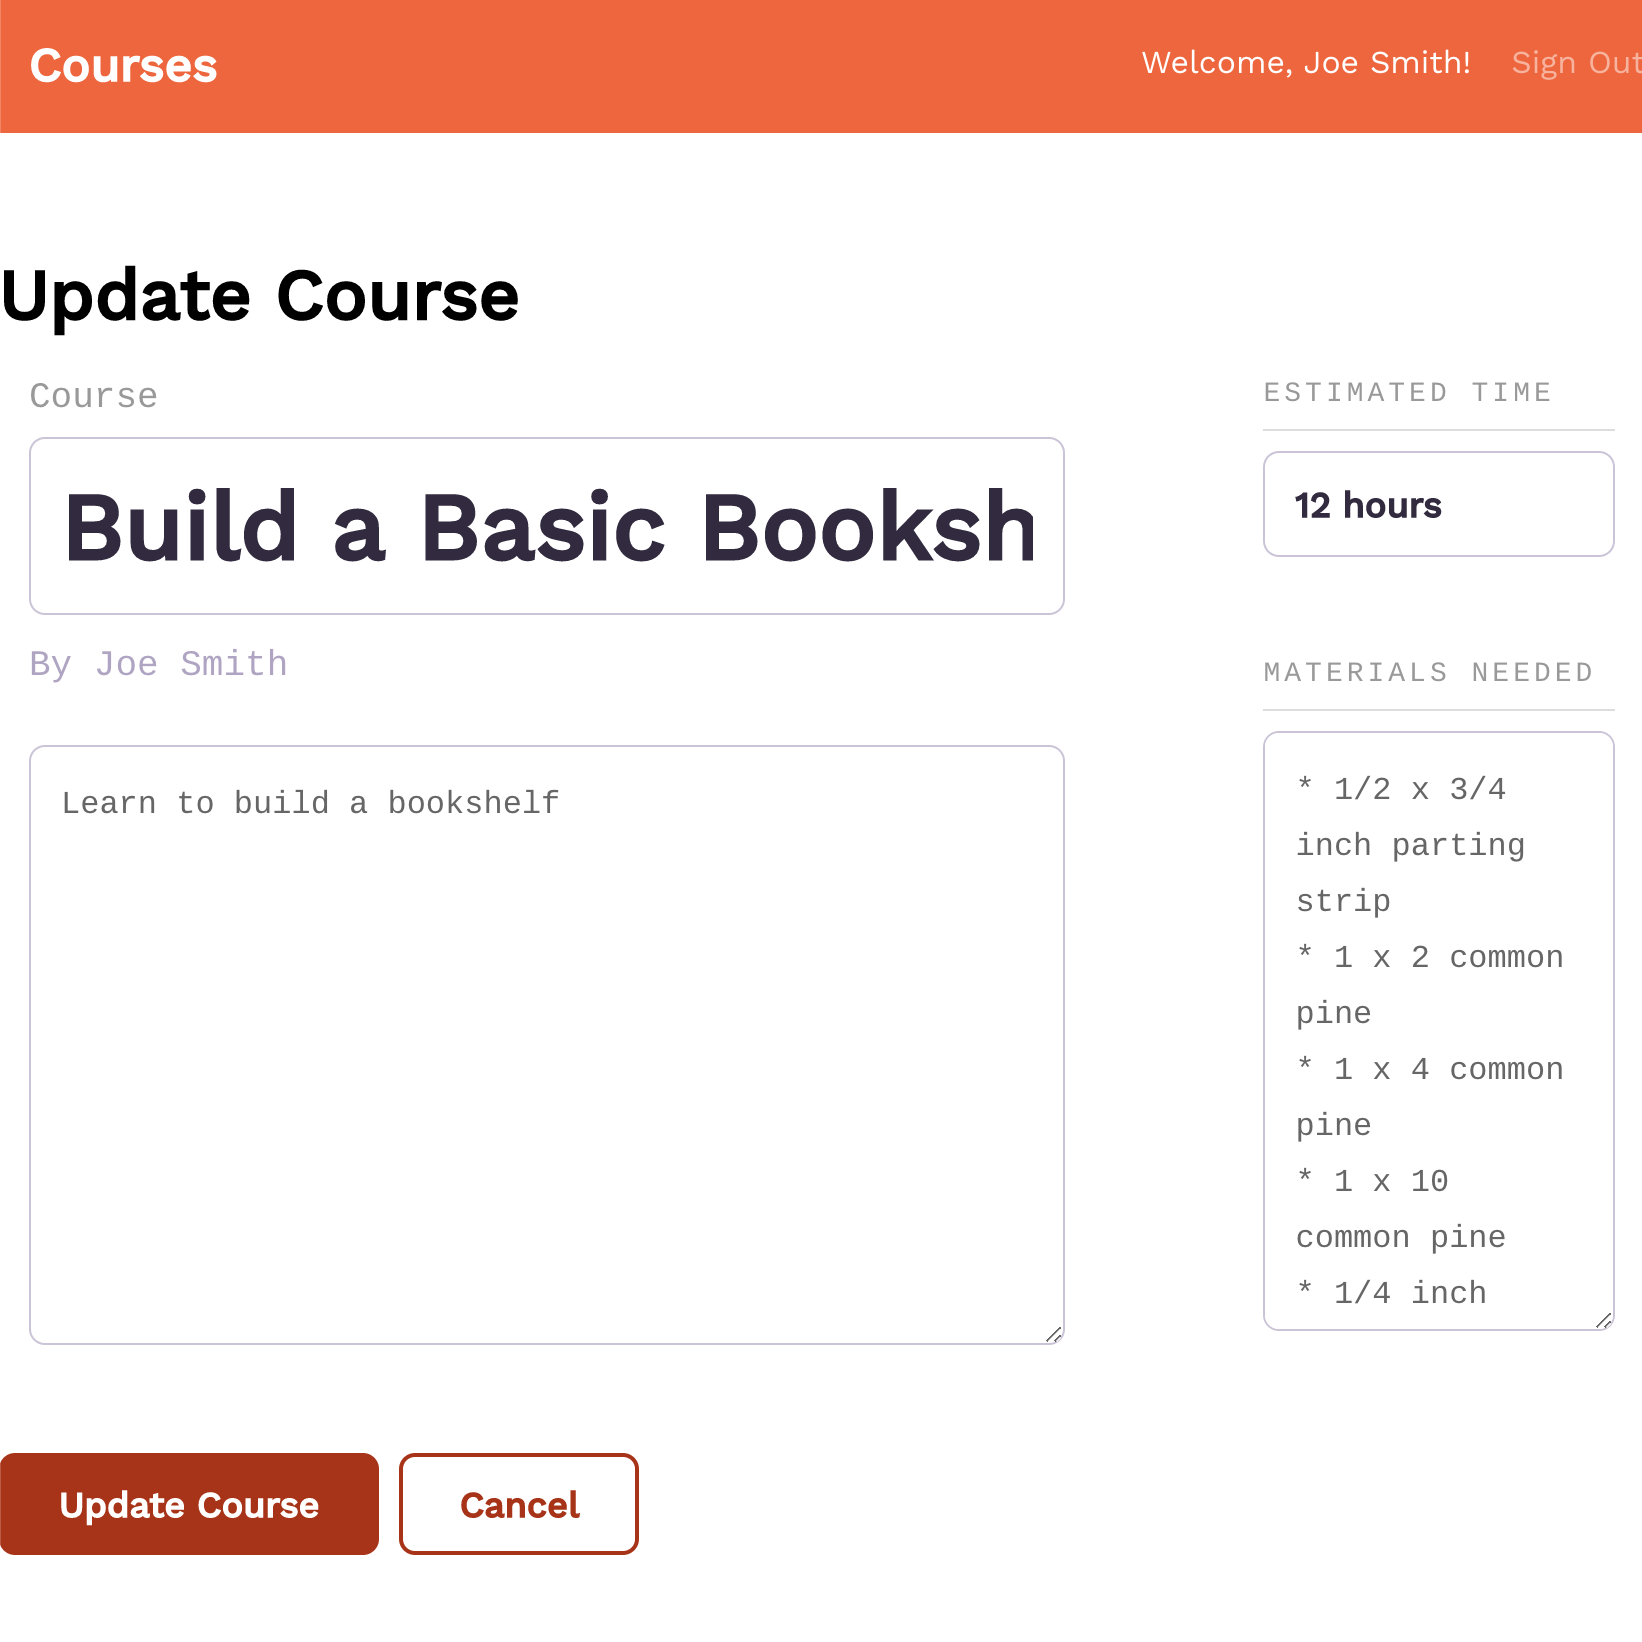 Courses
Welcome, Joe Smith! Sign Out
Update Course
Course
Build a Basic Booksh
By Joe Smith
Learn to build a bookshelf
ESTIMATED TIME
12 hours
MATERIALS NEEDED
* 1/2 x 3/4
inch parting
strip
* 1 x 2 common
pine
* 1 x 4 common
pine
* 1 x 10
common pine
* 1/4 inch
Update Course
Cancel